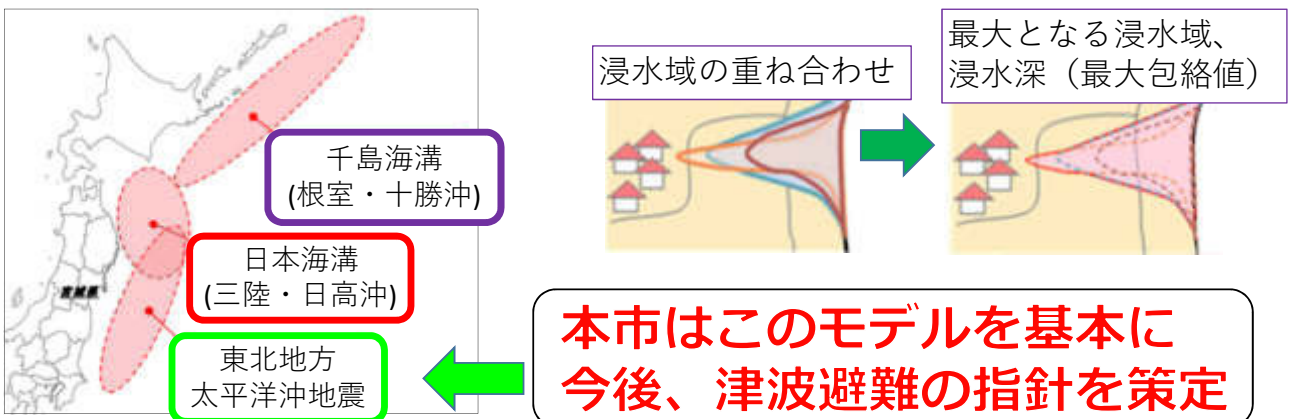 千島海溝
(根室・十勝沖)
日本海溝
(三陸・日高沖)
宮城県
東北地方
太平洋沖地震
浸水域の重ね合わせ
最大となる浸水域、
浸水深（最大包絡値）
本市はこのモデルを基本に
今後、津波避難の指針を策定